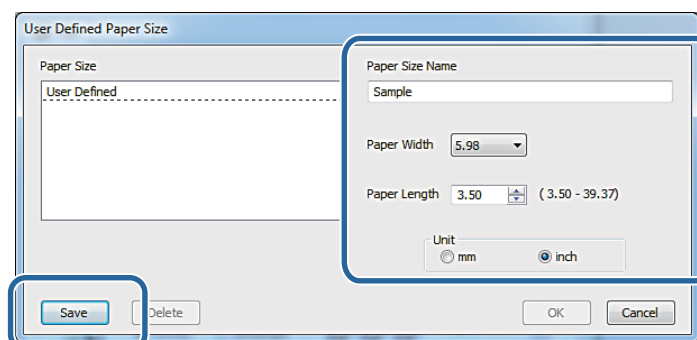 User Defined Paper Size
Paper Size
User Defined
Paper Size Name
Sample
Paper Width 5.98
Paper Length 3.50 ( 3.50 - 39.37)
Unit
mm inch
Save Delete OK Cancel